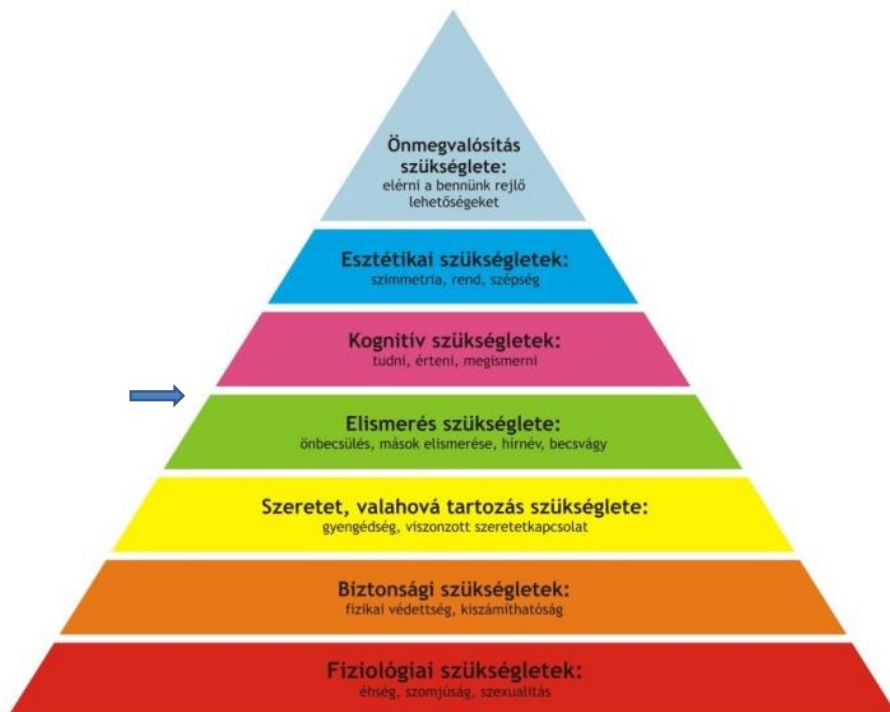 Önmegvalósítás
szükséglete:
elérni a bennünk rejlő
lehetőségeket
Esztétikai szükségletek:
szimmetria, rend, szépség
Kognitív szükségletek:
tudni, érteni, megismerni
Elismerés szükséglete:
önbecsülés, mások elismerése, hírnév, becsvágy
Szeretet, valahová tartozás szükséglete:
gyengédség, viszonzott szeretetkapcsolat
Biztonsági szükségletek:
fizikai védettség, kiszámíthatóság
Fiziológiai szükségletek:
éhség, szomjúság, szexualitás